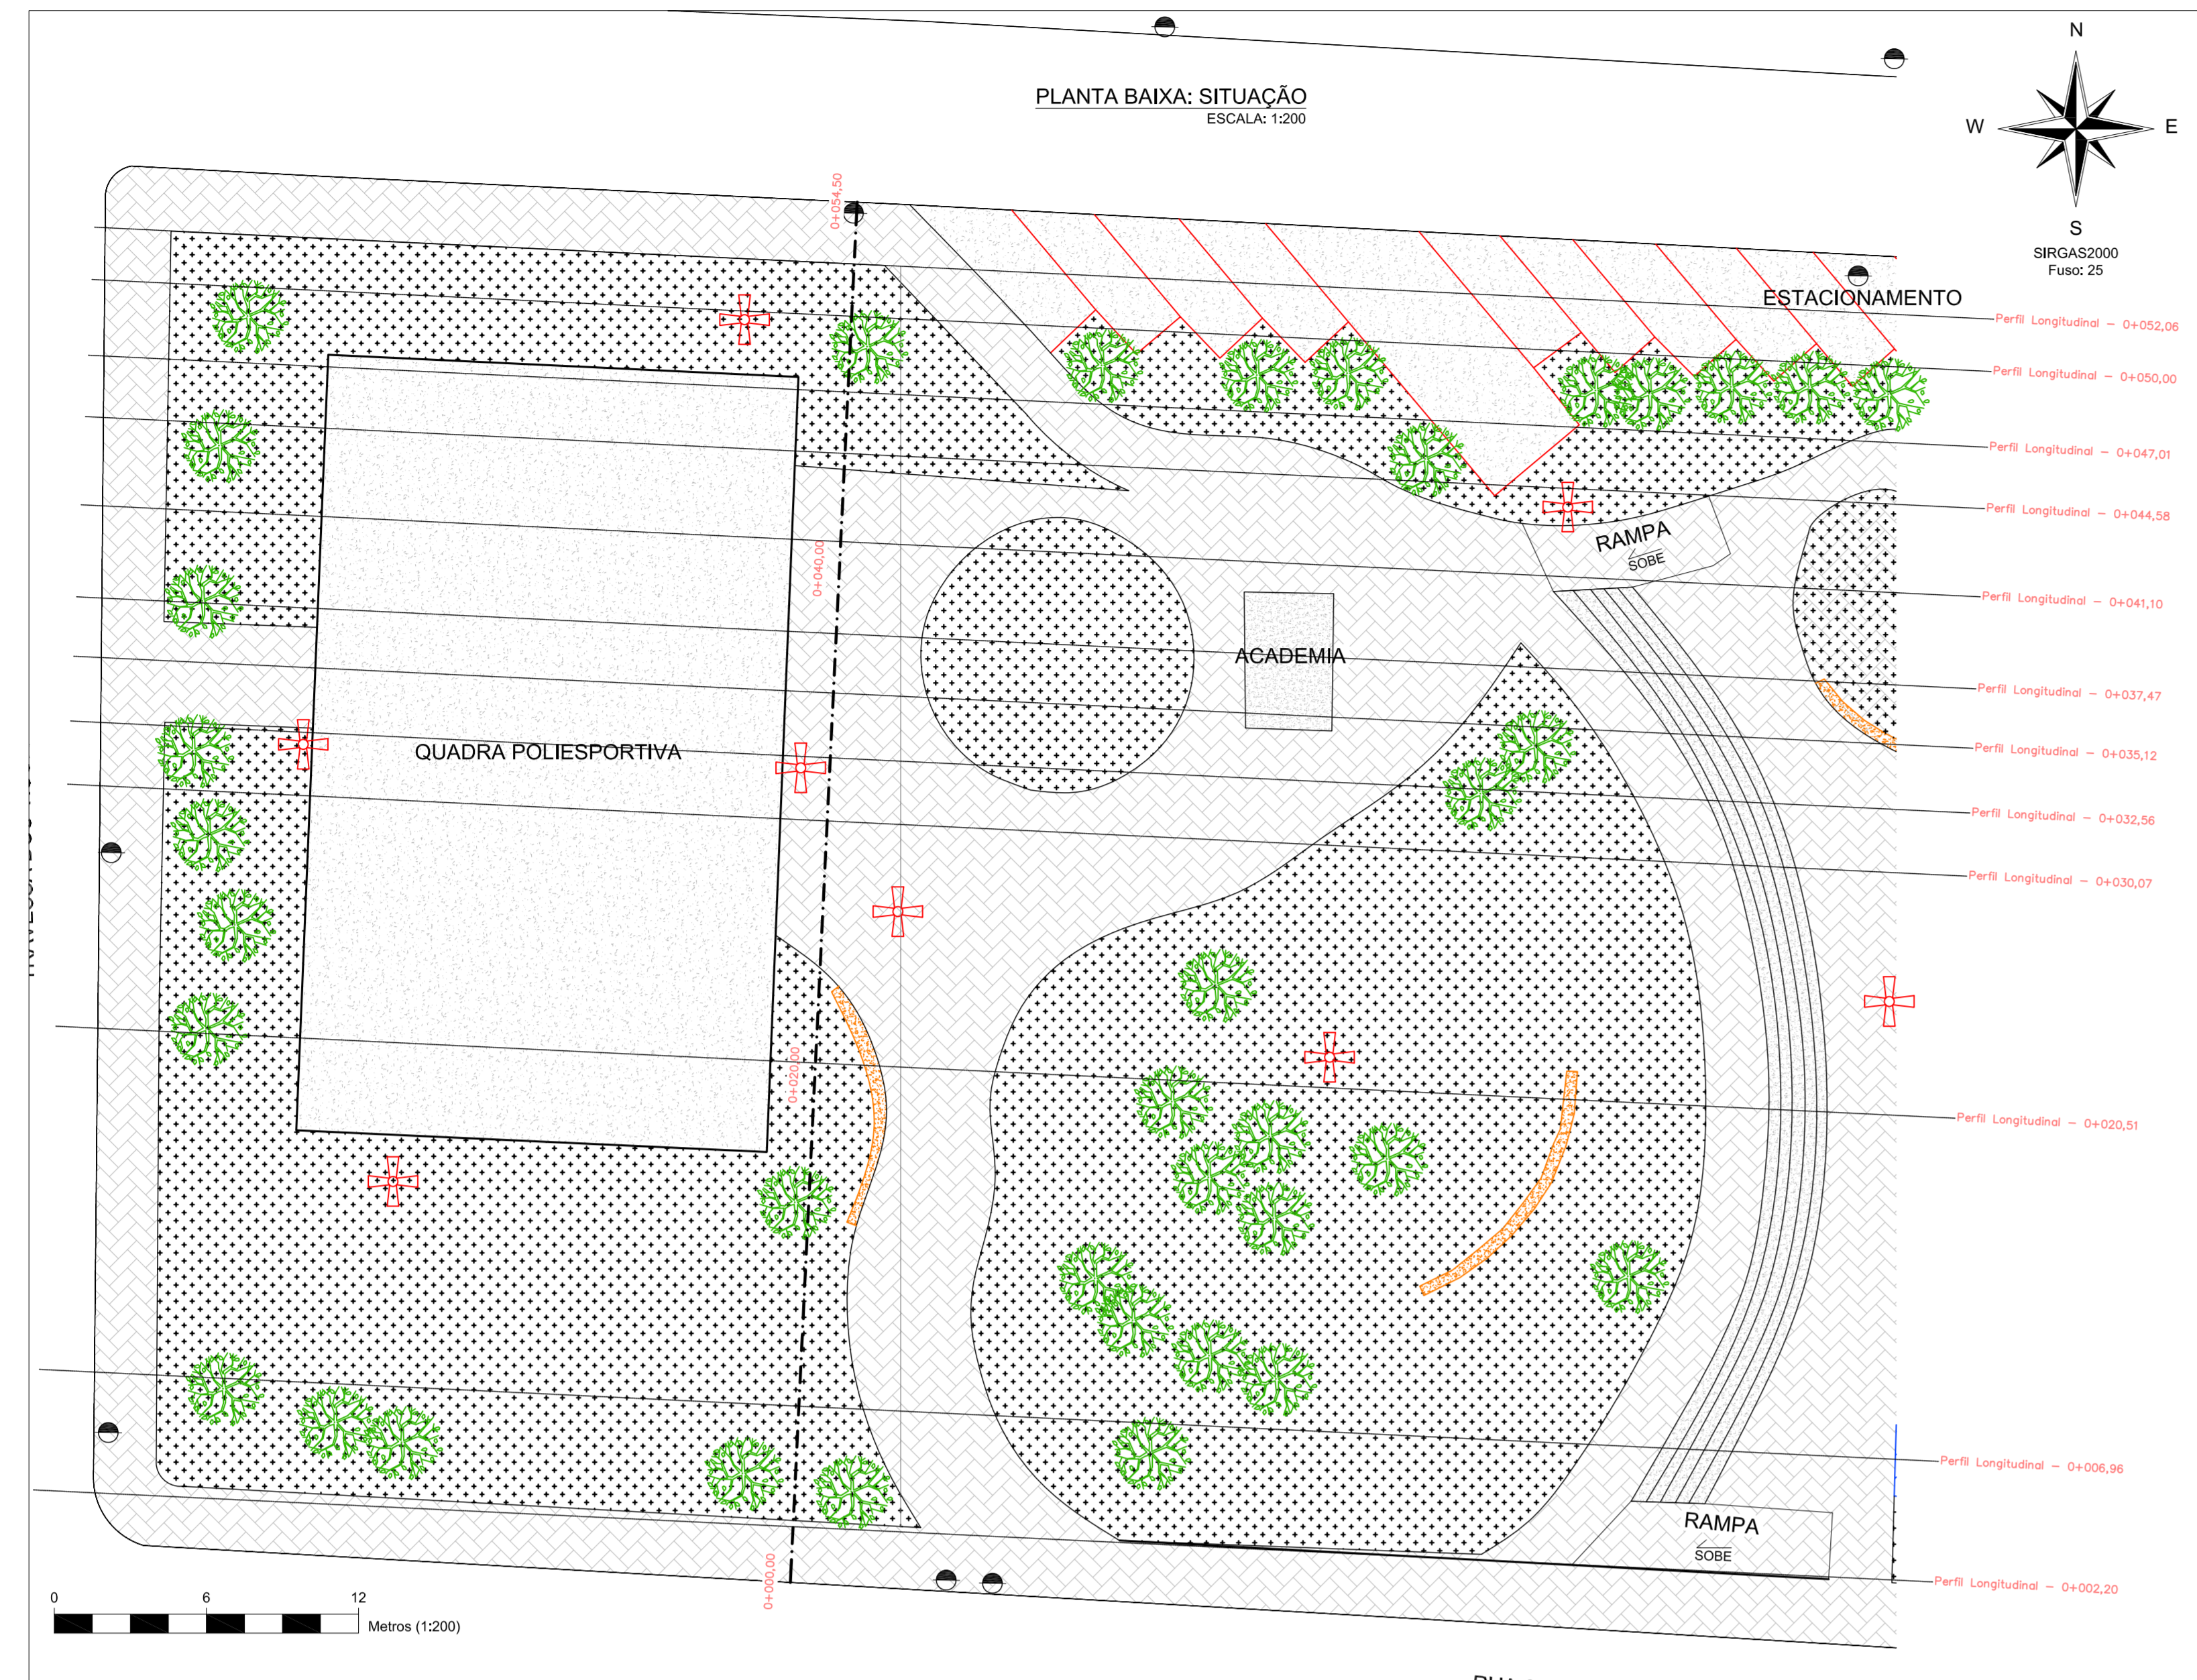 PLANTA BAIXA: SITUAÇÃO
ESCALA: 1:200
N
W
E
S
SIRGAS2000
Fuso: 25
0+054,50
ESTACIONAMENTO
Perfil Longitudinal – 0+052,06
Perfil Longitudinal – 0+050,00
Perfil Longitudinal – 0+047,01
Perfil Longitudinal – 0+044,58
RAMPA
SOBE
0+040,00
Perfil Longitudinal – 0+041,10
ACADEMIA
Perfil Longitudinal – 0+037,47
QUADRA POLIESPORTIVA
Perfil Longitudinal – 0+035,12
Perfil Longitudinal – 0+032,56
Perfil Longitudinal – 0+030,07
0+020,00
Perfil Longitudinal – 0+020,51
Perfil Longitudinal – 0+006,96
RAMPA
SOBE
0+000,00
Perfil Longitudinal – 0+002,20
0 6 12
Metros (1:200)